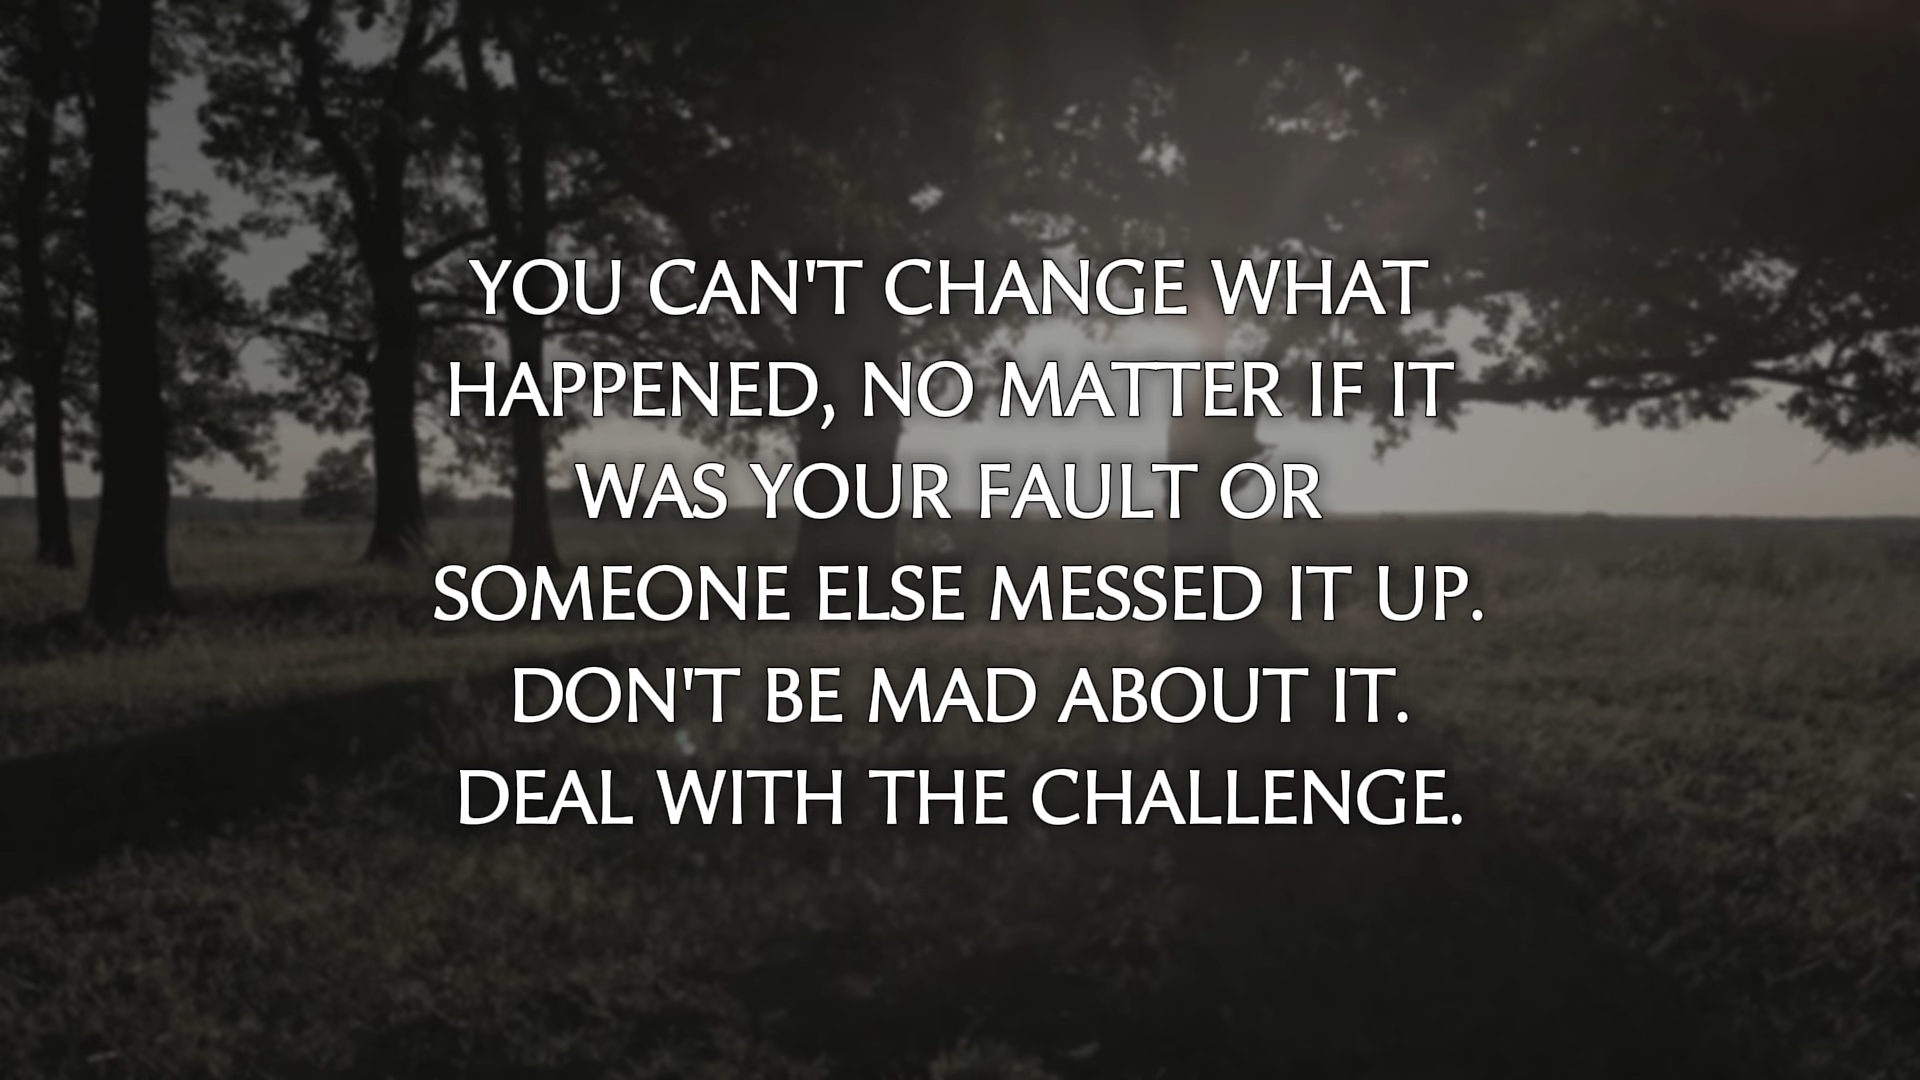 YOU CAN'T CHANGE WHAT
HAPPENED, NO MATTER IF IT
WAS YOUR FAULT OR
SOMEONE ELSE MESSED IT UP.
DON'T BE MAD ABOUT IT.
DEAL WITH THE CHALLENGE.